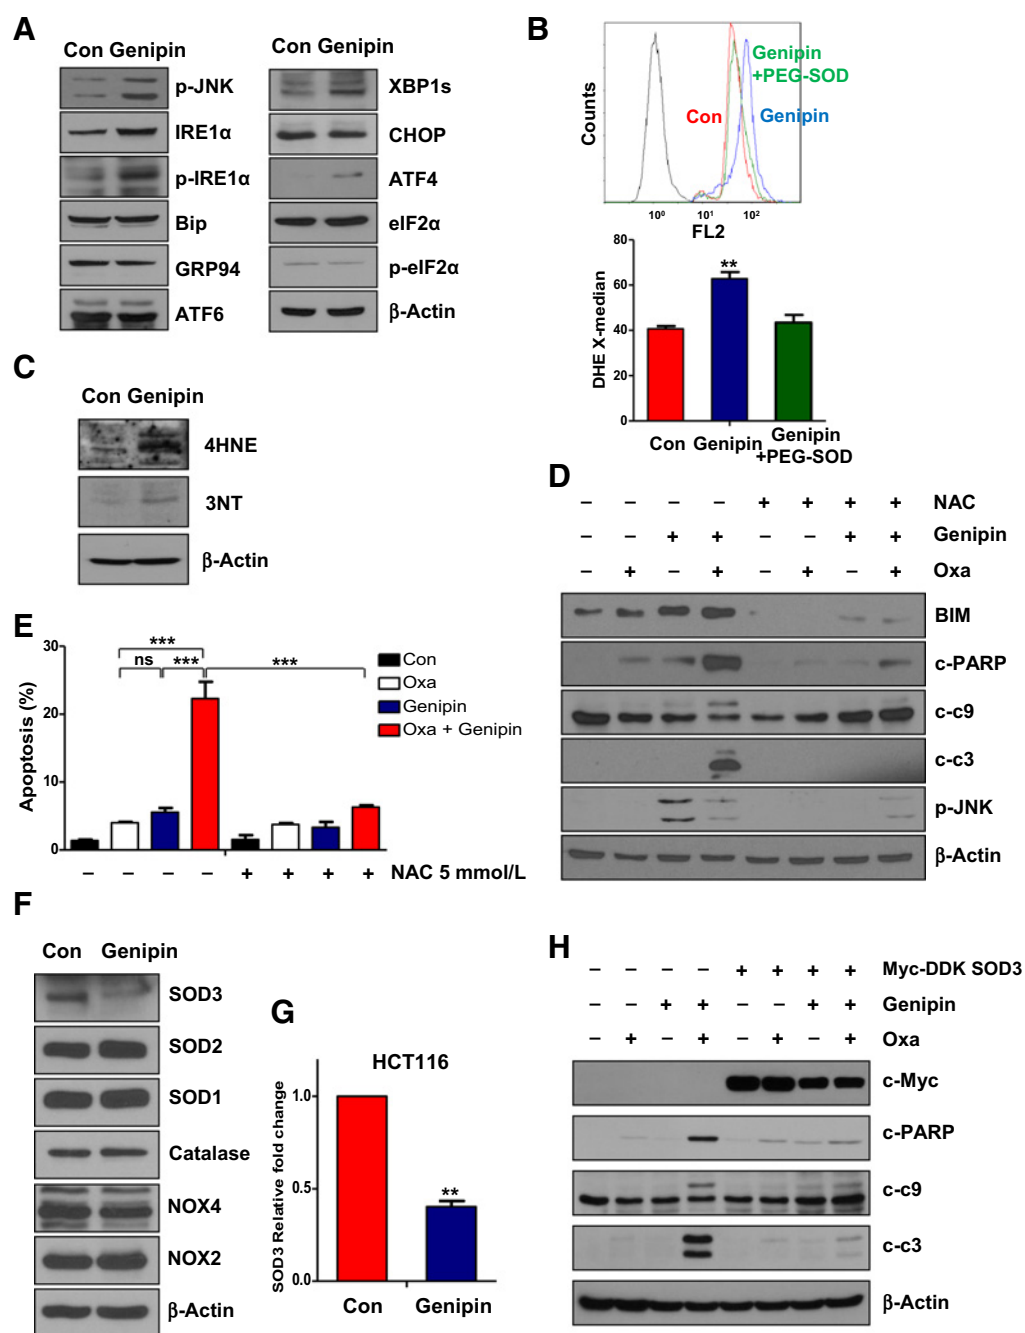 A
Con Genipin
p-JNK
IRE1α
p-IRE1α
Bip
GRP94
ATF6
Con Genipin
XBP1s
CHOP
ATF4
eIF2α
p-eIF2α
β-Actin
B
Counts
Genipin
+PEG-SOD
Con
Genipin
10⁰ 10¹ 10²
FL2
DHE X-median
80
60
40
20
0
**
Con Genipin Genipin
+PEG-SOD
C
Con Genipin
4HNE
3NT
β-Actin
D
– – – – + + + + NAC
– – + + – – + + Genipin
– + – + – + – + Oxa
BIM
c-PARP
c-c9
c-c3
p-JNK
β-Actin
E
Apoptosis (%)
30
20
10
0
***
ns *** ***
Con
Oxa
Genipin
Oxa + Genipin
– – – – + + + + NAC 5 mmol/L
F
Con Genipin
SOD3
SOD2
SOD1
Catalase
NOX4
NOX2
β-Actin
G
HCT116
SOD3 Relative fold change
1.0
0.5
0.0
**
Con Genipin
H
– – – – + + + + Myc-DDK SOD3
– – + + – – + + Genipin
– + – + – + – + Oxa
c-Myc
c-PARP
c-c9
c-c3
β-Actin